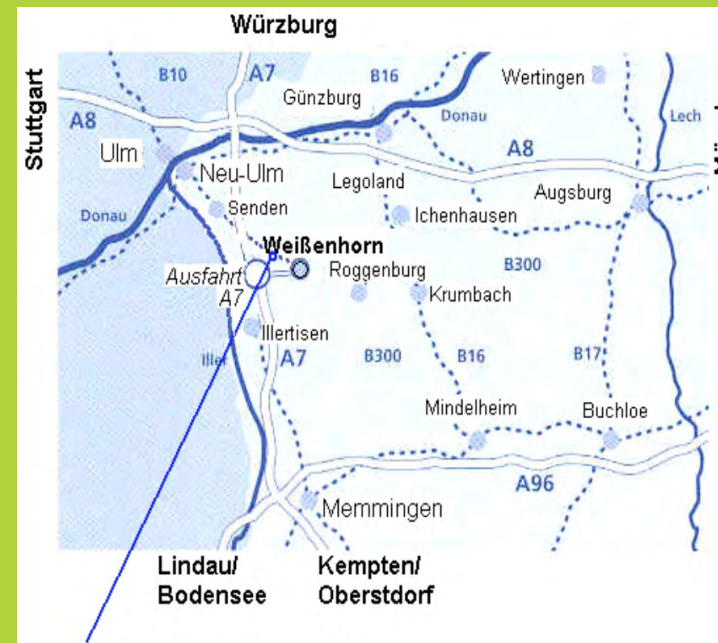 Würzburg
Stuttgart
B10
A7
B16
Wertingen
Günzburg
A8
Donau
Lech
Ulm
A8
Neu-Ulm
Legoland
Augsburg
Donau
Senden
Ichenhausen
Weißenhorn
Ausfahrt
A7
Roggenburg
B300
Krumbach
Illertisen
Iller
A7
B300
B16
B17
Mindelheim
Buchloe
A96
Memmingen
Lindau/
Bodensee
Kempten/
Oberstdorf